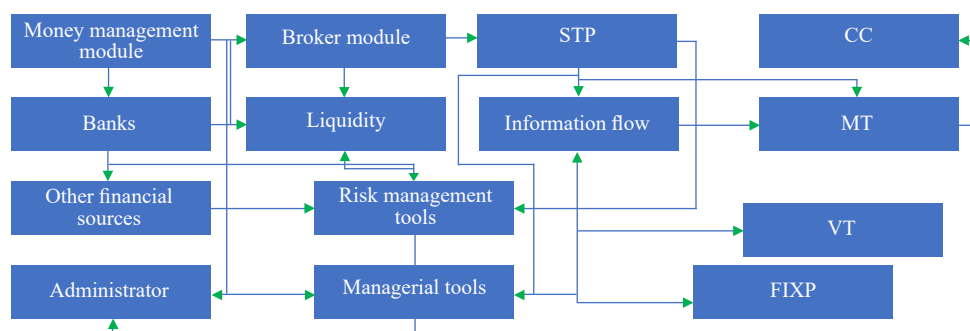 Money management
module
Broker module
STP
CC
Banks
Liquidity
Information flow
MT
Other financial
sources
Risk management
tools
VT
Administrator
Managerial tools
FIXP